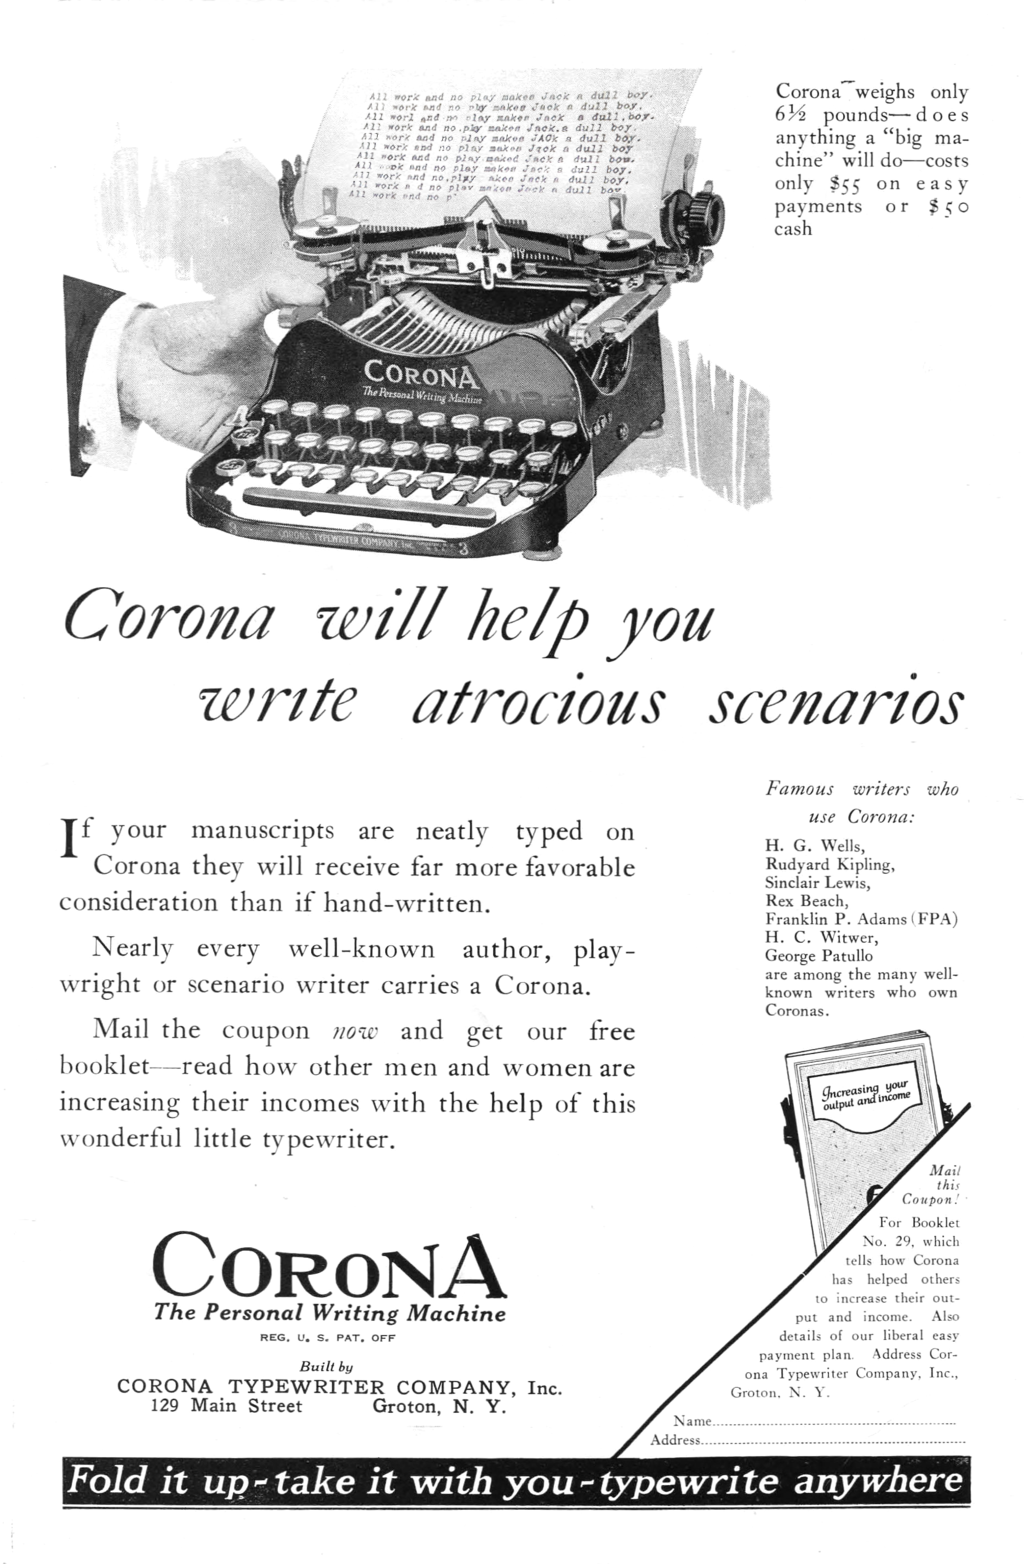 All work and no play makes Jack a dull boy.
All work and no play makes Jack a dull boy.
All worl and no play makes Jack a dull,boy.
All work and no.play makes Jack.a dull boy.
All work and no play makes JAOk a dull boy
All work and no play makes Jack a dull boy
All work and no play maked Jack a dull bow.
All work and no play makes Jack a dull boy.
All work and no,play makes Jack a dull boy,
All work a d no play makes Jack a dull boy
All work and no p
Corona weighs only
6½ pounds—does
anything a "big ma-
chine" will do—costs
only $55 on easy
payments or $50
cash
CORONA
The Personal Writing Machine
3 CORONA TYPEWRITER COMPANY, INC. 3
Corona will help you
write atrocious scenarios
If your manuscripts are neatly typed on
Corona they will receive far more favorable
consideration than if hand-written.
Nearly every well-known author, play-
wright or scenario writer carries a Corona.
Mail the coupon now and get our free
booklet—read how other men and women are
increasing their incomes with the help of this
wonderful little typewriter.
Famous writers who
use Corona:
H. G. Wells,
Rudyard Kipling,
Sinclair Lewis,
Rex Beach,
Franklin P. Adams (FPA)
H. C. Witwer,
George Patullo
are among the many well-
known writers who own
Coronas.
Increasing your
output and income
Mail
this
Coupon!
For Booklet
No. 29, which
tells how Corona
has helped others
to increase their out-
put and income. Also
details of our liberal easy
payment plan. Address Cor-
ona Typewriter Company, Inc.,
Groton, N. Y.
Name
Address
CORONA
The Personal Writing Machine
REG. U. S. PAT. OFF
Built by
CORONA TYPEWRITER COMPANY, Inc.
129 Main Street Groton, N. Y.
Fold it up-take it with you-typewrite anywhere